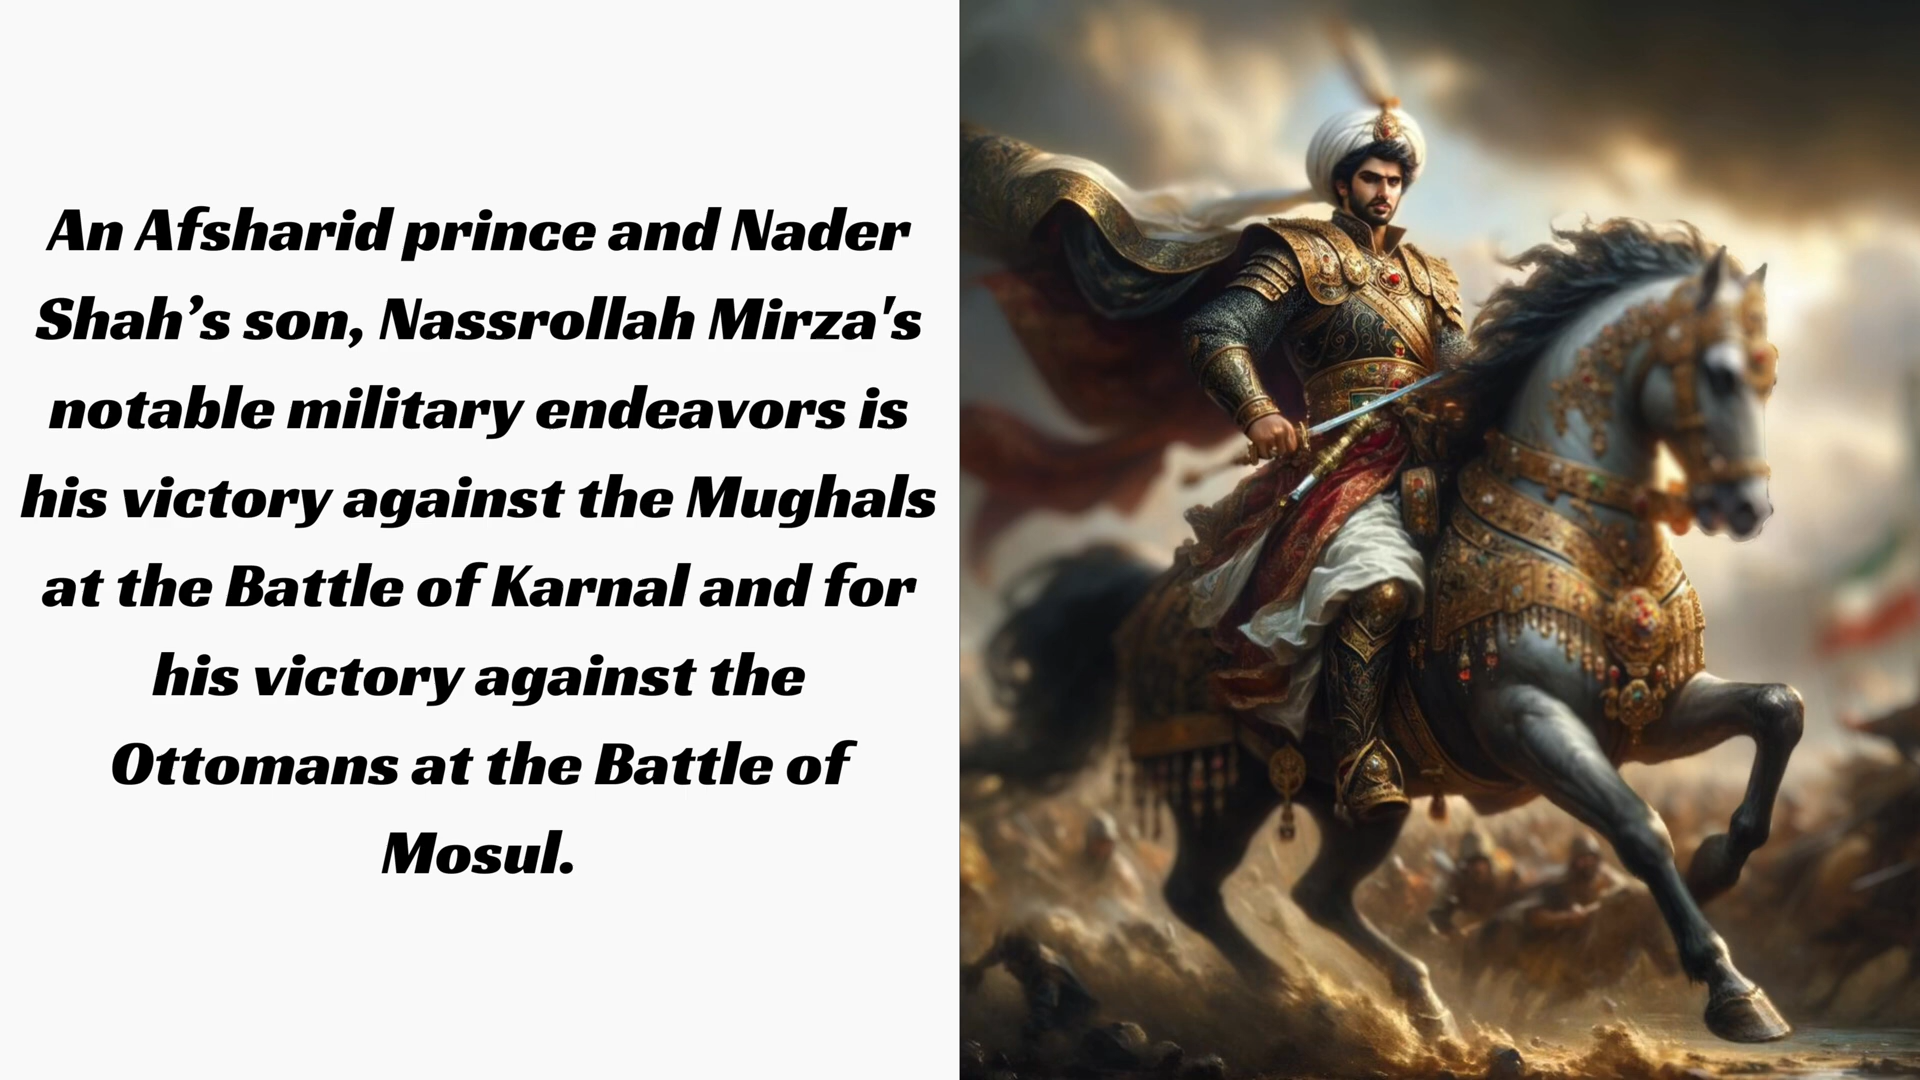 An Afsharid prince and Nader
Shah’s son, Nassrollah Mirza's
notable military endeavors is
his victory against the Mughals
at the Battle of Karnal and for
his victory against the
Ottomans at the Battle of
Mosul.